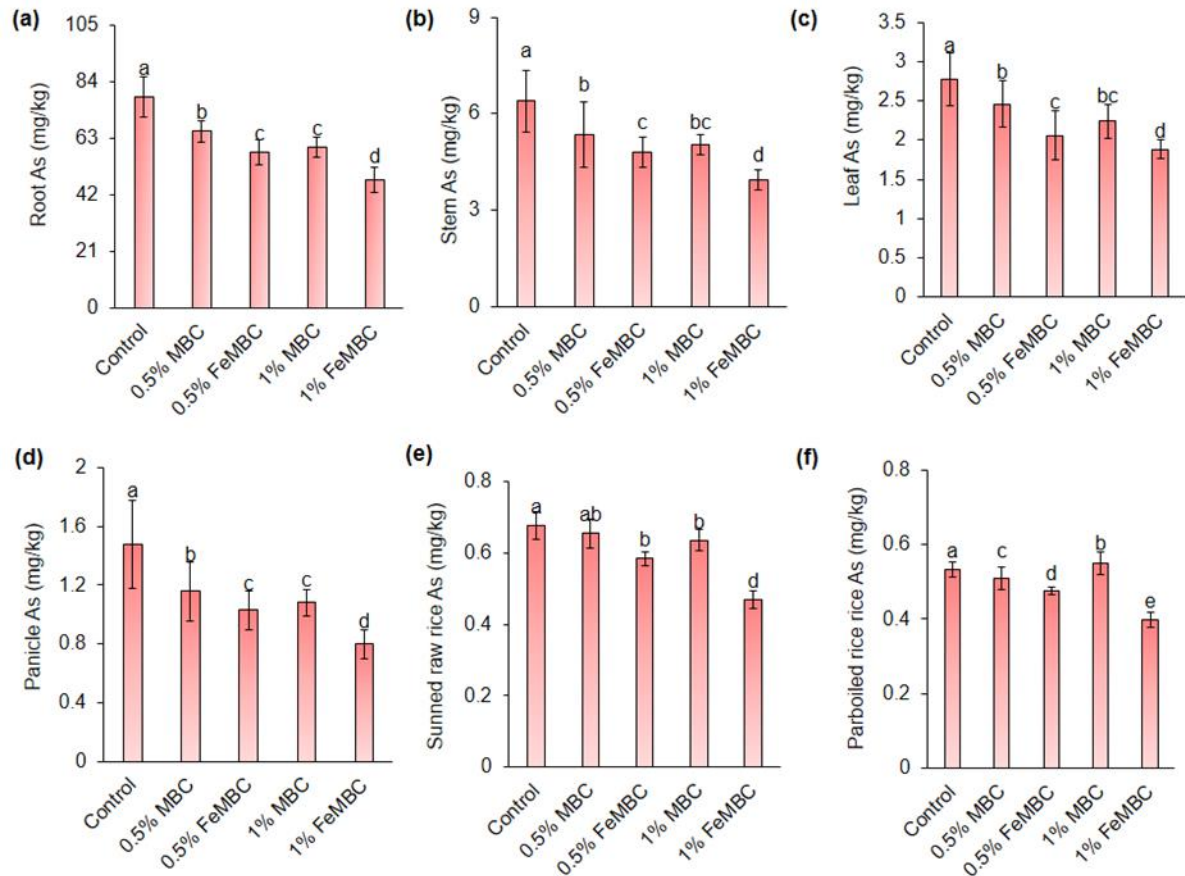 (a)
Root As (mg/kg)
105
84
63
42
21
0
a
b
c
c
d
Control
0.5% MBC
0.5% FeMBC
1% MBC
1% FeMBC
(b)
Stem As (mg/kg)
9
6
3
0
a
b
c
bc
d
Control
0.5% MBC
0.5% FeMBC
1% MBC
1% FeMBC
(c)
Leaf As (mg/kg)
3.5
3
2.5
2
1.5
1
0.5
0
a
b
c
bc
d
Control
0.5% MBC
0.5% FeMBC
1% MBC
1% FeMBC
(d)
Panicle As (mg/kg)
2
1.6
1.2
0.8
0.4
0
a
b
c
c
d
Control
0.5% MBC
0.5% FeMBC
1% MBC
1% FeMBC
(e)
Sunned raw rice As (mg/kg)
0.8
0.6
0.4
0.2
0
a
ab
b
b
d
Control
0.5% MBC
0.5% FeMBC
1% MBC
1% FeMBC
(f)
Parboiled rice rice As (mg/kg)
0.8
0.6
0.4
0.2
0
a
c
d
b
e
Control
0.5% MBC
0.5% FeMBC
1% MBC
1% FeMBC